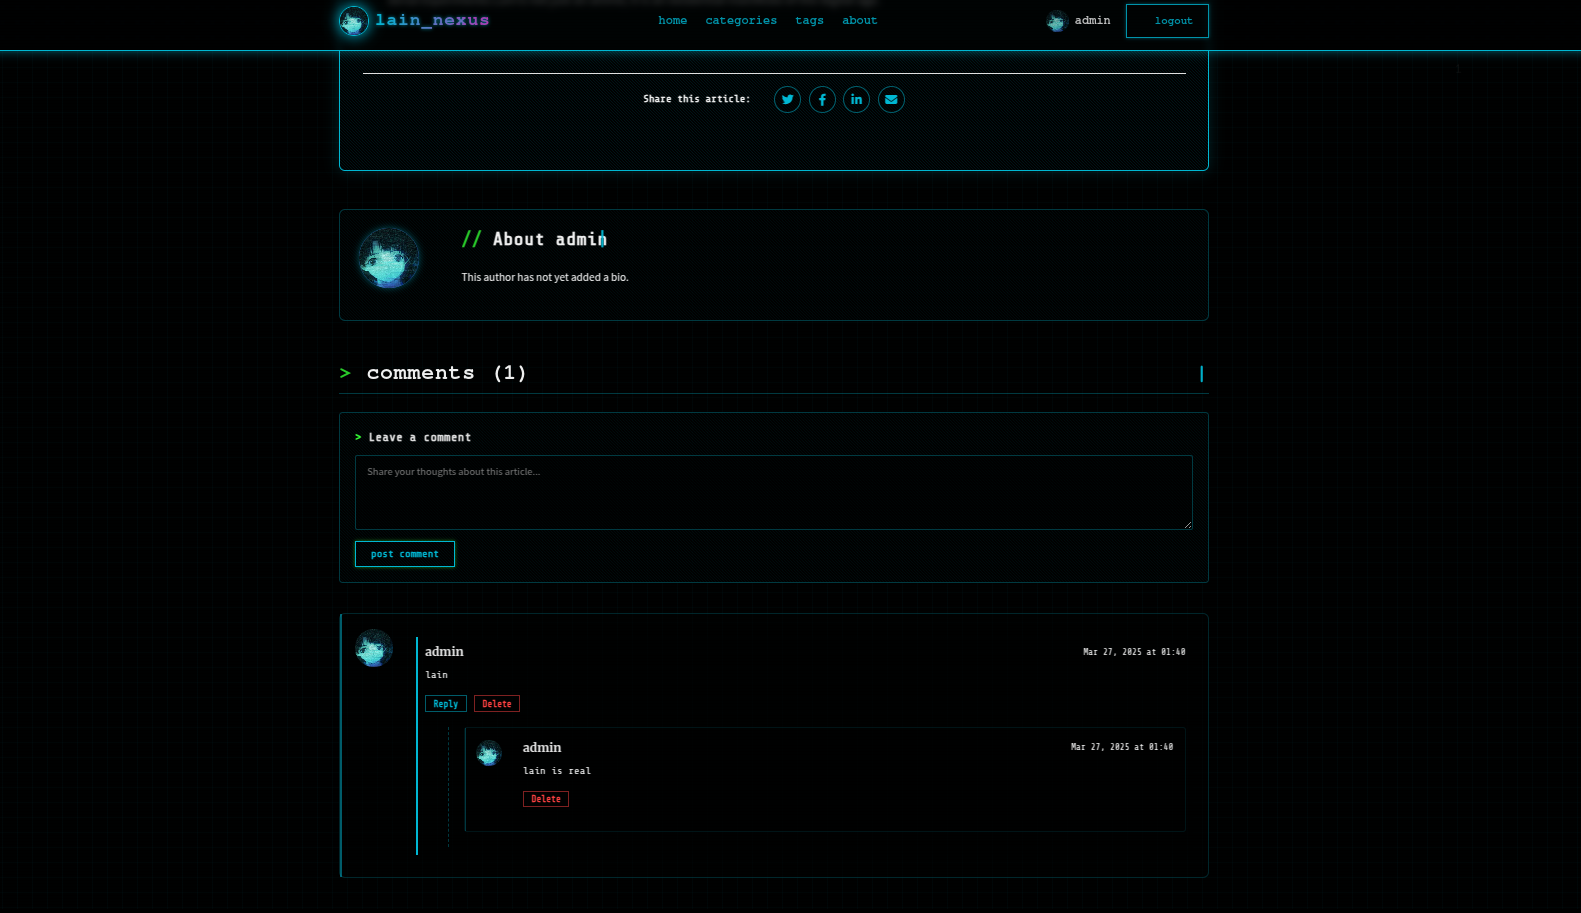 lain_nexus home categories tags about admin logout
Share this article:
// About admin
This author has not yet added a bio.
> comments (1)
> Leave a comment
Share your thoughts about this article...
post comment
admin Mar 27, 2025 at 01:40
lain
Reply Delete
admin Mar 27, 2025 at 01:40
lain is real
Delete